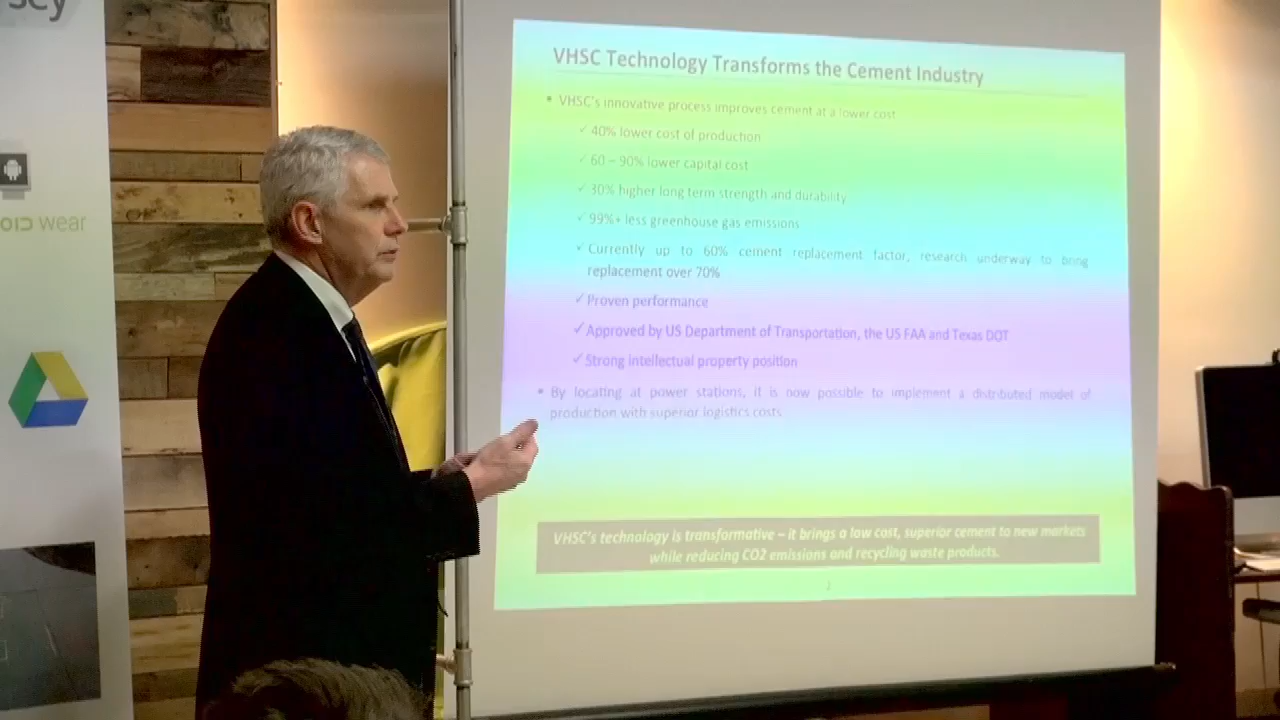 sey
VHSC Technology Transforms the Cement Industry
• VHSC's innovative process improves cement at a lower cost
✓ 40% lower cost of production
✓ 60 – 90% lower capital cost
✓ 30% higher long term strength and durability
✓ 99%+ less greenhouse gas emissions
✓ Currently up to 60% cement replacement factor, research underway to bring
replacement over 70%
✓ Proven performance
✓ Approved by US Department of Transportation, the US FAA and Texas DOT
✓ Strong intellectual property position
• By locating at power stations, it is now possible to implement a distributed model of
production with superior logistics costs
VHSC's technology is transformative – it brings a low cost, superior cement to new markets
while reducing CO2 emissions and recycling waste products.
2
wear